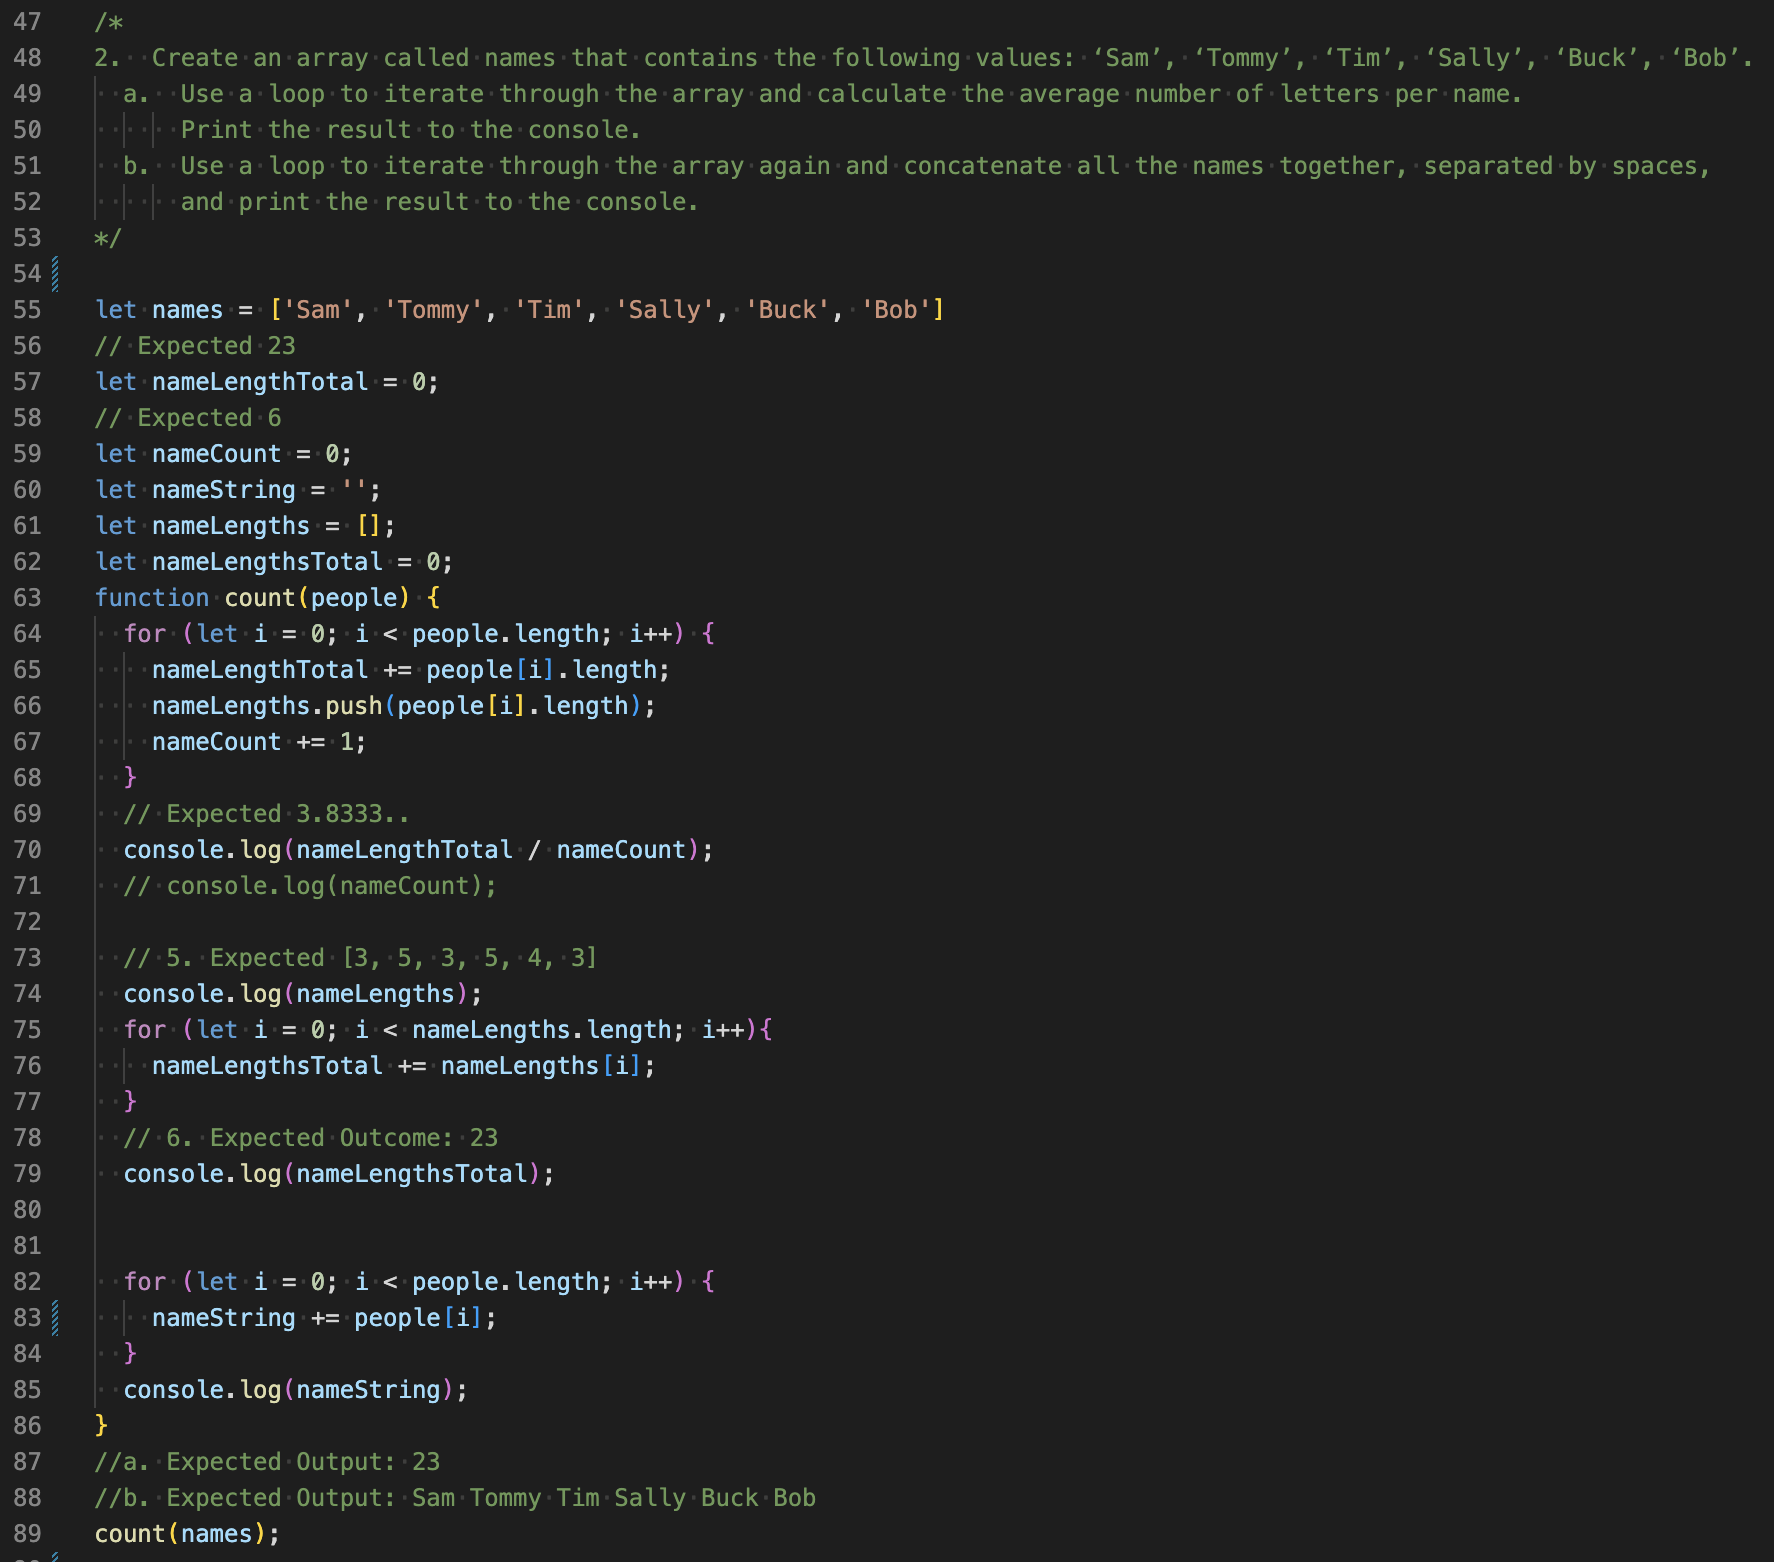 47 /*
48 2.  Create an array called names that contains the following values: ‘Sam’, ‘Tommy’, ‘Tim’, ‘Sally’, ‘Buck’, ‘Bob’.
49   a.  Use a loop to iterate through the array and calculate the average number of letters per name.
50       Print the result to the console.
51   b.  Use a loop to iterate through the array again and concatenate all the names together, separated by spaces,
52       and print the result to the console.
53 */
54
55 let names = ['Sam', 'Tommy', 'Tim', 'Sally', 'Buck', 'Bob']
56 // Expected 23
57 let nameLengthTotal = 0;
58 // Expected 6
59 let nameCount = 0;
60 let nameString = '';
61 let nameLengths = [];
62 let nameLengthsTotal = 0;
63 function count(people) {
64   for (let i = 0; i < people.length; i++) {
65     nameLengthTotal += people[i].length;
66     nameLengths.push(people[i].length);
67     nameCount += 1;
68   }
69   // Expected 3.8333..
70   console.log(nameLengthTotal / nameCount);
71   // console.log(nameCount);
72
73   // 5. Expected [3, 5, 3, 5, 4, 3]
74   console.log(nameLengths);
75   for (let i = 0; i < nameLengths.length; i++){
76     nameLengthsTotal += nameLengths[i];
77   }
78   // 6. Expected Outcome: 23
79   console.log(nameLengthsTotal);
80
81
82   for (let i = 0; i < people.length; i++) {
83     nameString += people[i];
84   }
85   console.log(nameString);
86 }
87 //a. Expected Output: 23
88 //b. Expected Output: Sam Tommy Tim Sally Buck Bob
89 count(names);